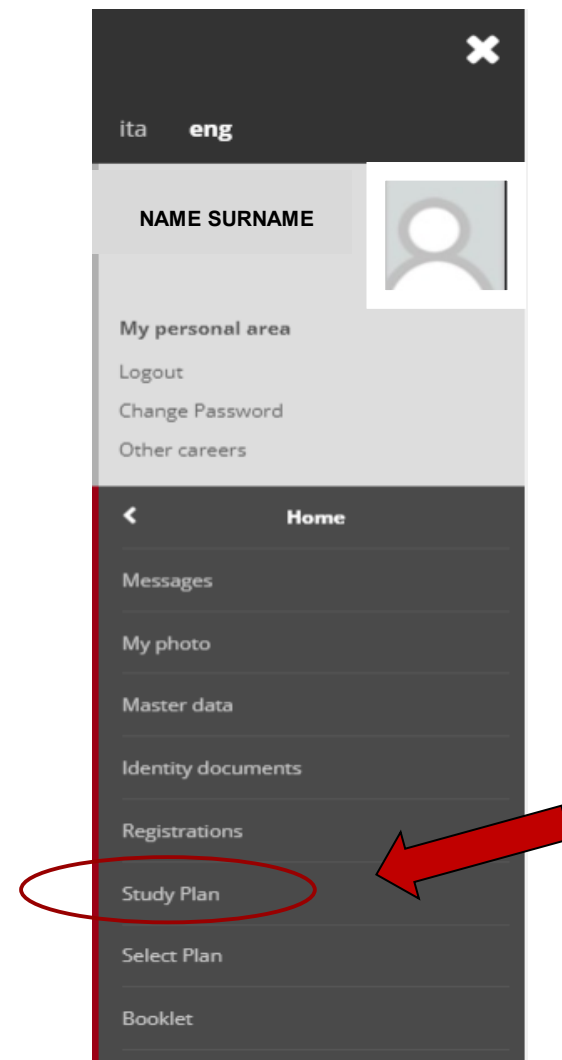 ita eng
NAME SURNAME
My personal area
Logout
Change Password
Other careers
Home
Messages
My photo
Master data
Identity documents
Registrations
Study Plan
Select Plan
Booklet